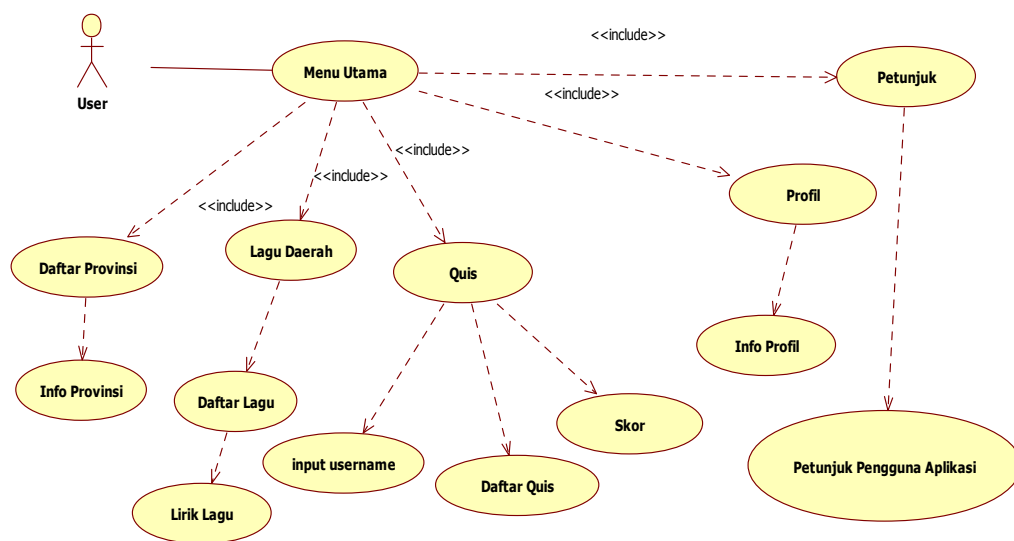 <<include>>
Menu Utama
Petunjuk
User
<<include>>
<<include>>
<<include>>
Profil
<<include>>
Lagu Daerah
Daftar Provinsi
Quis
Info Profil
Info Provinsi
Daftar Lagu
Skor
input username
Petunjuk Pengguna Aplikasi
Daftar Quis
Lirik Lagu